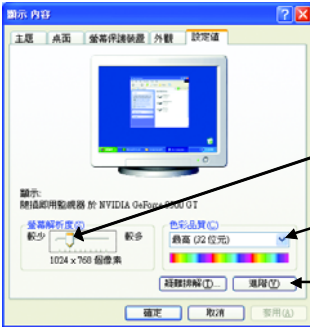 顯示 內容
主題 桌面 螢幕保護裝置 外觀 設定值
顯示:
隨插即用監視器 於 NVIDIA GeForce 8500 GT
螢幕解析度(S)
較少 較多
1024 x 768 個像素
色彩品質(C)
最高 (32 位元)
疑難排解(T)... 進階(V)
確定 取消 套用(A)